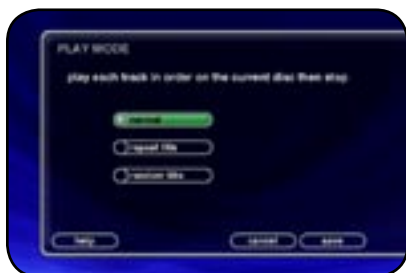 PLAY MODE
play each track in order on the current disc then stop
normal
repeat title
random title
help
cancel
save